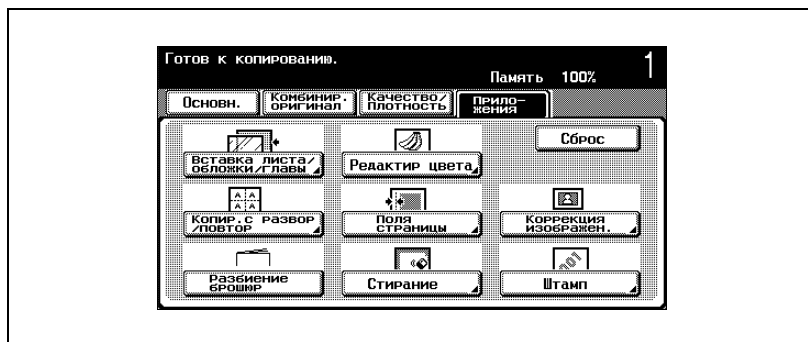 Готов к копированию.
Память 100%
1
Основн.
Комбинир.
оригинал
Качество/
плотность
Прило-
жения
Вставка листа/
обложки/главы
Редактир цвета
Сброс
Копир.с развор
/повтор
Поля
страницы
Коррекция
изображен.
Разбиение
брошюр
Стирание
Штамп